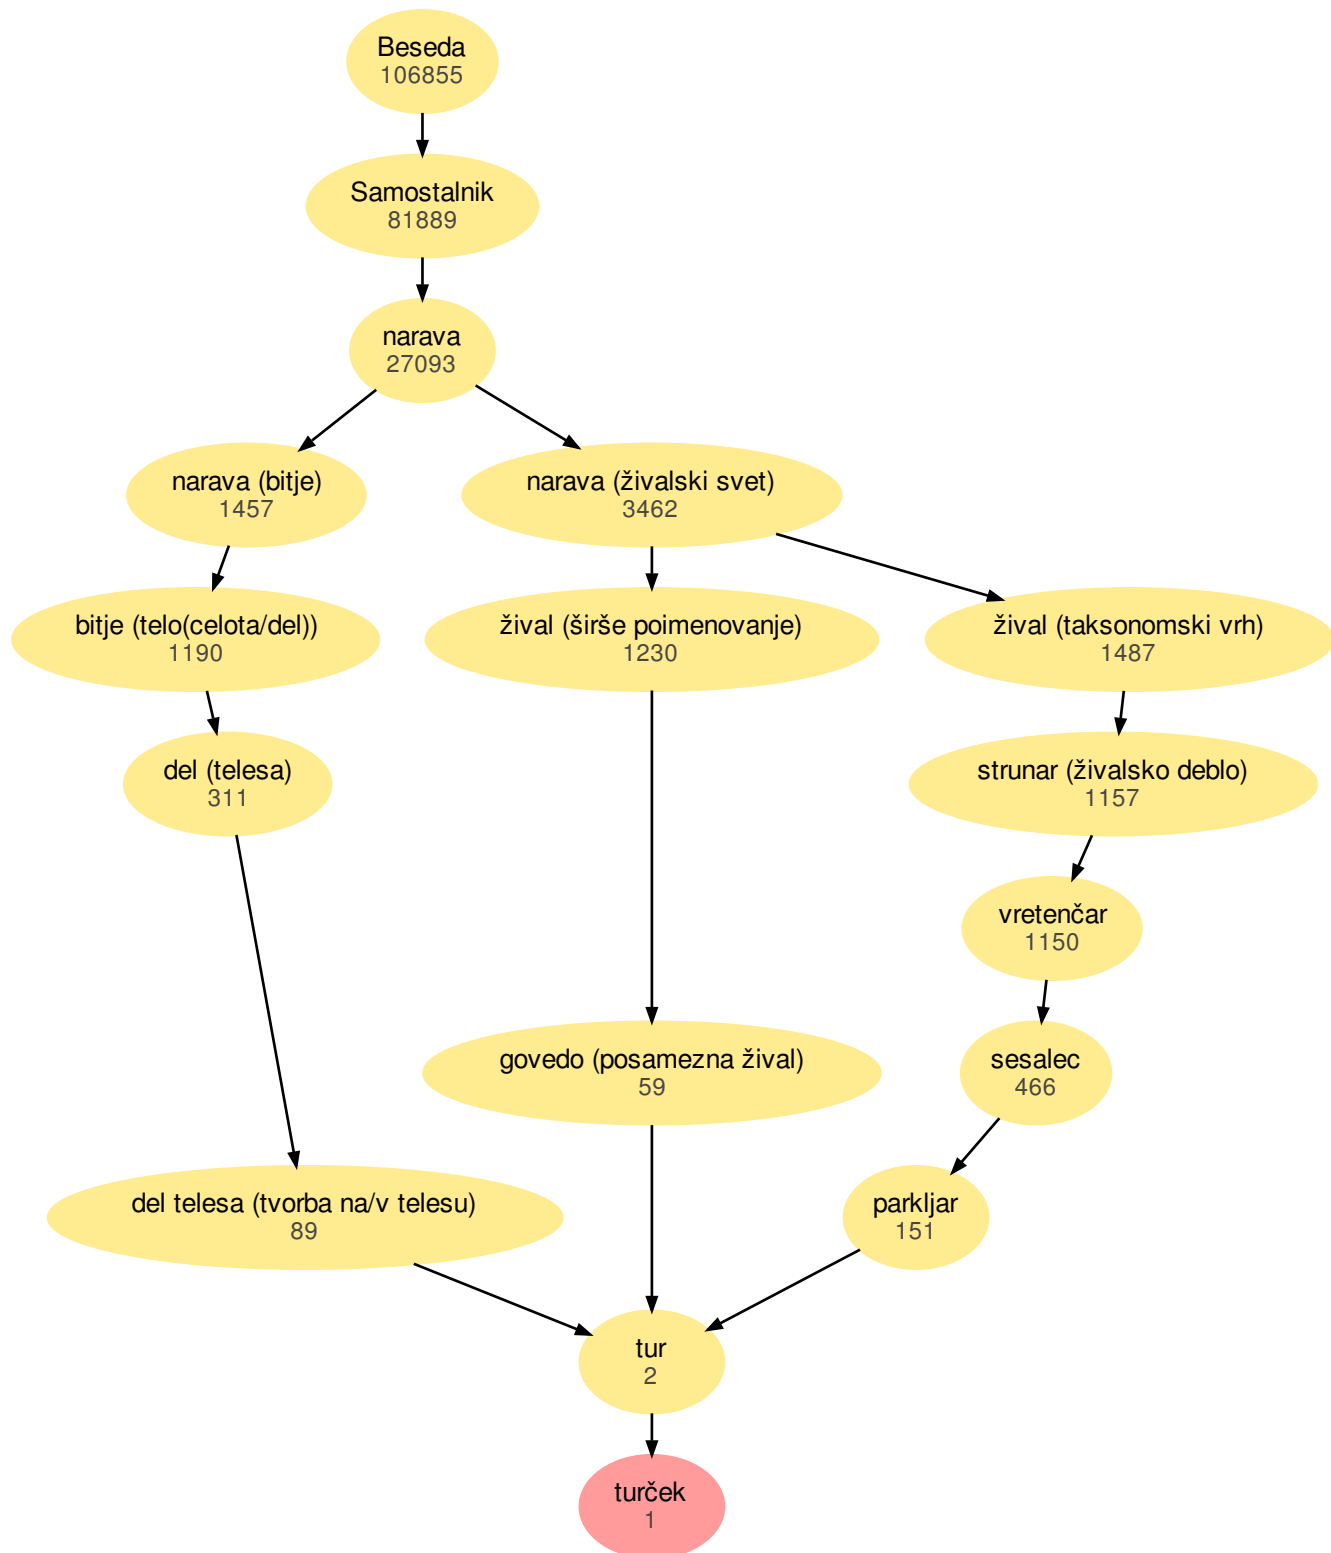 Beseda
106855
Samostalnik
81889
narava
27093
narava (bitje)
1457
narava (živalski svet)
3462
bitje (telo(celota/del))
1190
žival (širše poimenovanje)
1230
žival (taksonomski vrh)
1487
del (telesa)
311
strunar (živalsko deblo)
1157
vretenčar
1150
govedo (posamezna žival)
59
sesalec
466
del telesa (tvorba na/v telesu)
89
parkljar
151
tur
2
turček
1